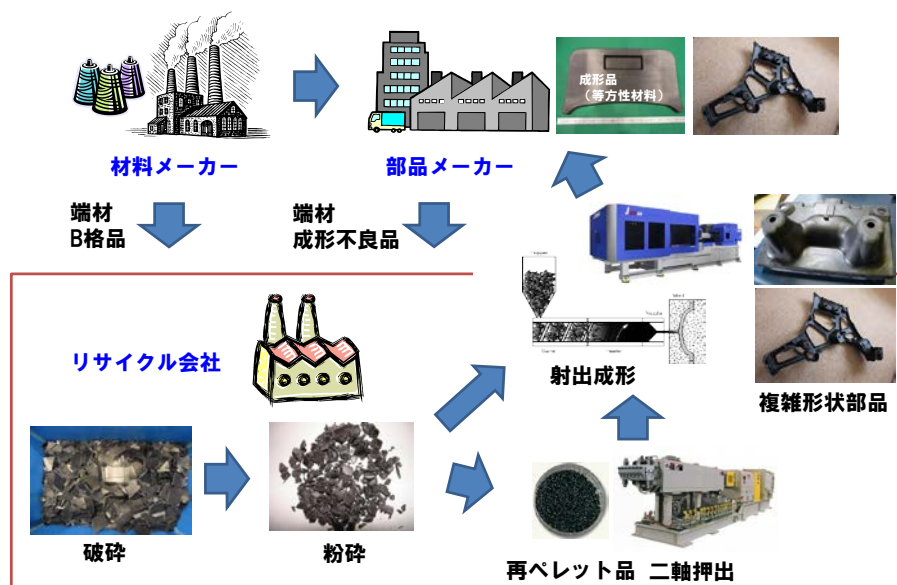 成形品
（等方性材料）
材料メーカー
部品メーカー
端材
B格品
端材
成形不良品
リサイクル会社
射出成形
複雑形状部品
破砕
粉砕
再ペレット品 二軸押出